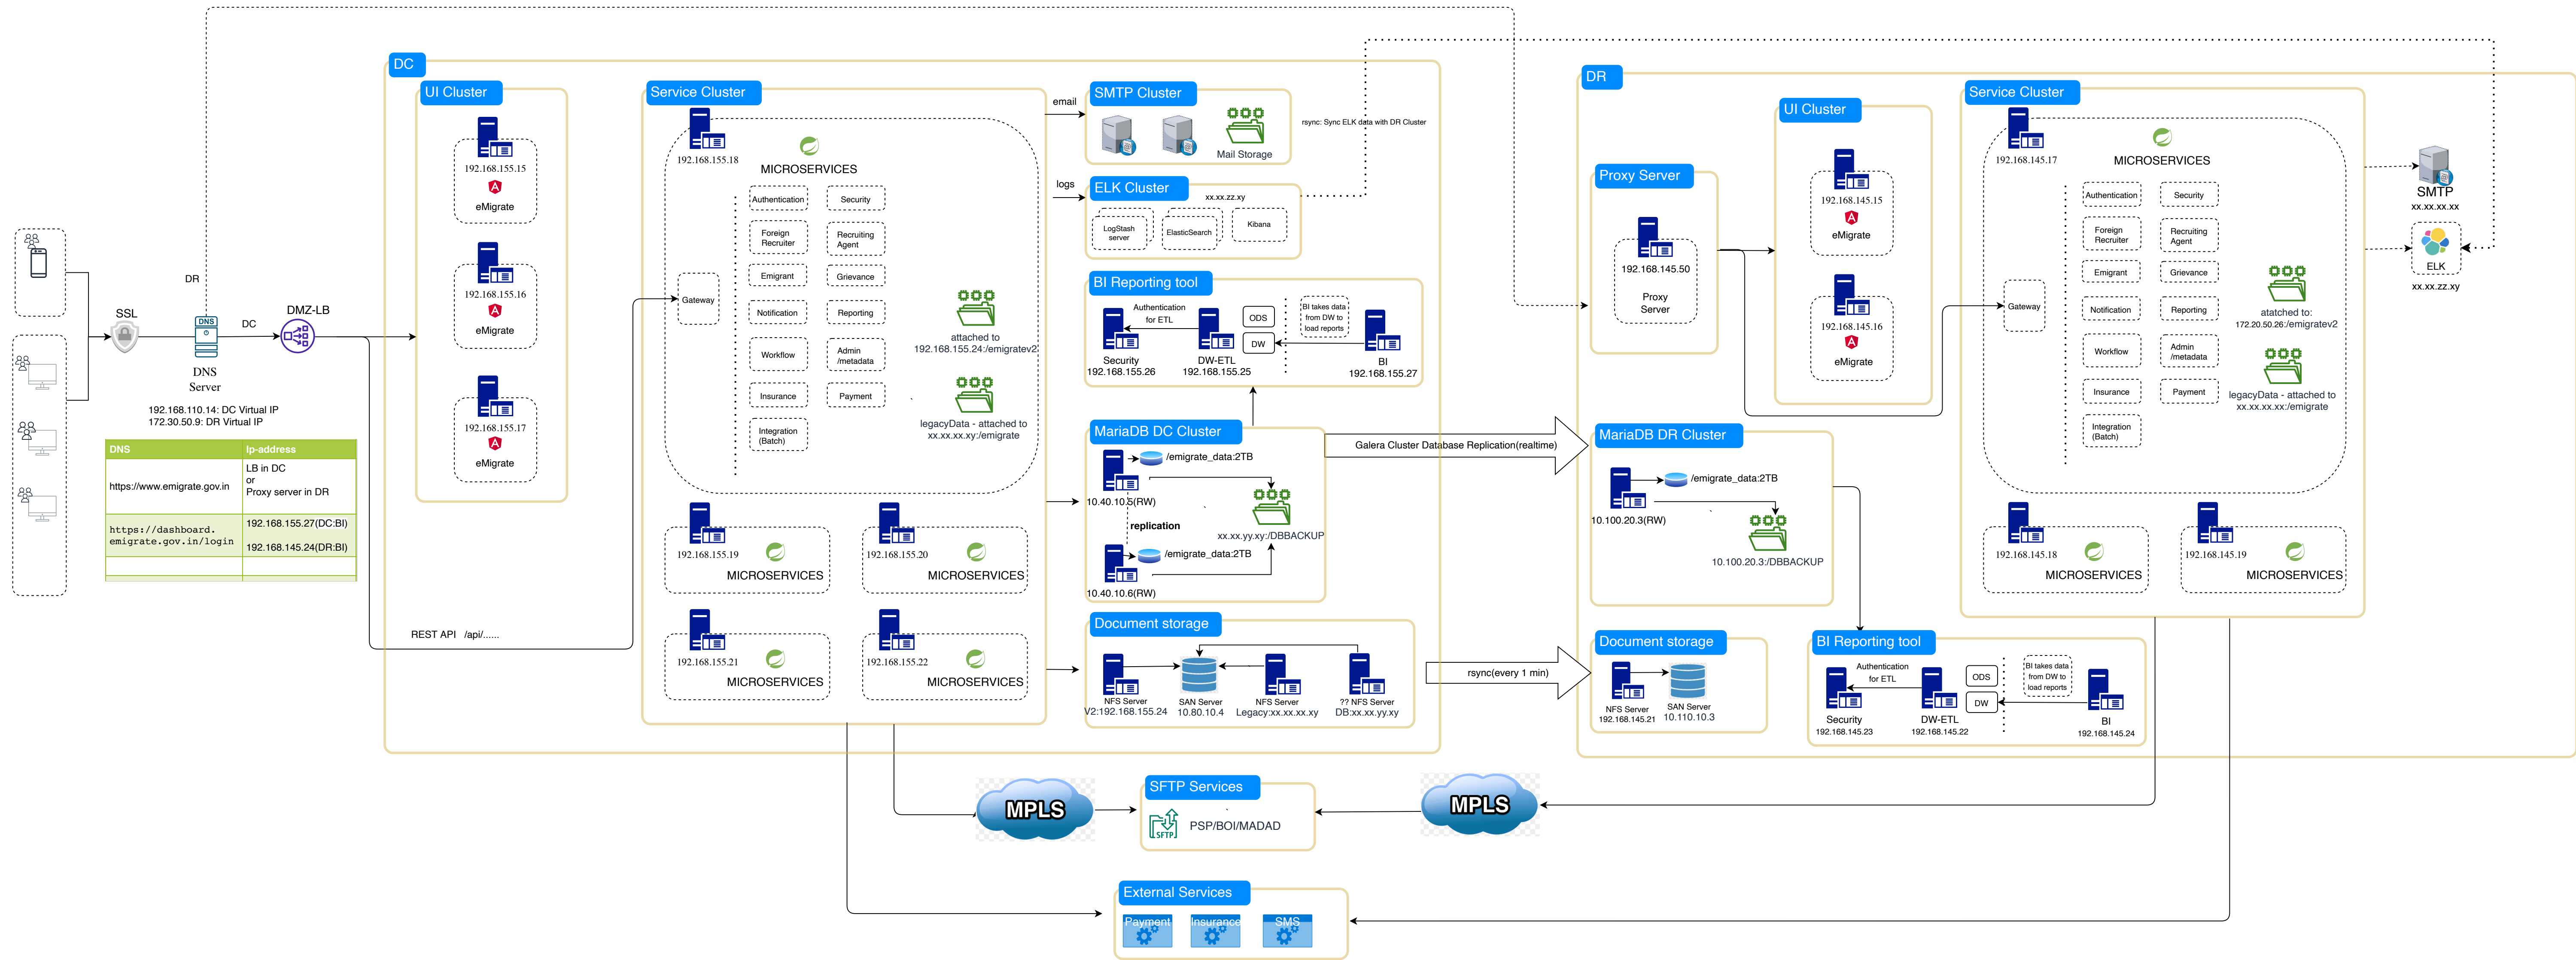 SSL
DR
DNS
DC
DNS
Server
DMZ-LB
192.168.110.14: DC Virtual IP
172.30.50.9: DR Virtual IP
DNS
Ip-address
https://www.emigrate.gov.in
LB in DC
or
Proxy server in DR
https://dashboard.
emigrate.gov.in/login
192.168.155.27(DC:BI)
192.168.145.24(DR:BI)
REST API /api/......
DC
UI Cluster
192.168.155.15
eMigrate
192.168.155.16
eMigrate
192.168.155.17
eMigrate
Service Cluster
192.168.155.18
MICROSERVICES
Gateway
Authentication
Security
Foreign
Recruiter
Recruiting
Agent
Emigrant
Grievance
Notification
Reporting
Workflow
Admin
/metadata
Insurance
Payment
Integration
(Batch)
attached to
192.168.155.24:/emigratev2
legacyData - attached to
xx.xx.xx.xy:/emigrate
192.168.155.19
MICROSERVICES
192.168.155.20
MICROSERVICES
192.168.155.21
MICROSERVICES
192.168.155.22
MICROSERVICES
email
logs
SMTP Cluster
Mail Storage
rsync: Sync ELK data with DR Cluster
ELK Cluster
xx.xx.zz.xy
LogStash
server
ElasticSearch
Kibana
BI Reporting tool
Authentication
for ETL
ODS
DW
BI takes data
from DW to
load reports
Security
192.168.155.26
DW-ETL
192.168.155.25
BI
192.168.155.27
MariaDB DC Cluster
/emigrate_data:2TB
10.40.10.5(RW)
replication
xx.xx.yy.xy:/DBBACKUP
/emigrate_data:2TB
10.40.10.6(RW)
Galera Cluster Database Replication(realtime)
Document storage
NFS Server
V2:192.168.155.24
SAN Server
10.80.10.4
NFS Server
Legacy:xx.xx.xx.xy
?? NFS Server
DB:xx.xx.yy.xy
rsync(every 1 min)
DR
Proxy Server
192.168.145.50
Proxy
Server
UI Cluster
192.168.145.15
eMigrate
192.168.145.16
eMigrate
Service Cluster
192.168.145.17
MICROSERVICES
Gateway
Authentication
Security
Foreign
Recruiter
Recruiting
Agent
Emigrant
Grievance
Notification
Reporting
Workflow
Admin
/metadata
Insurance
Payment
Integration
(Batch)
atatched to:
172.20.50.26:/emigratev2
legacyData - attached to
xx.xx.xx.xx:/emigrate
192.168.145.18
MICROSERVICES
192.168.145.19
MICROSERVICES
SMTP
xx.xx.xx.xx
ELK
xx.xx.zz.xy
MariaDB DR Cluster
/emigrate_data:2TB
10.100.20.3(RW)
10.100.20.3:/DBBACKUP
Document storage
NFS Server
192.168.145.21
SAN Server
10.110.10.3
BI Reporting tool
Authentication
for ETL
ODS
DW
BI takes data
from DW to
load reports
Security
192.168.145.23
DW-ETL
192.168.145.22
BI
192.168.145.24
MPLS
SFTP Services
SFTP
PSP/BOI/MADAD
MPLS
External Services
Payment
Insurance
SMS